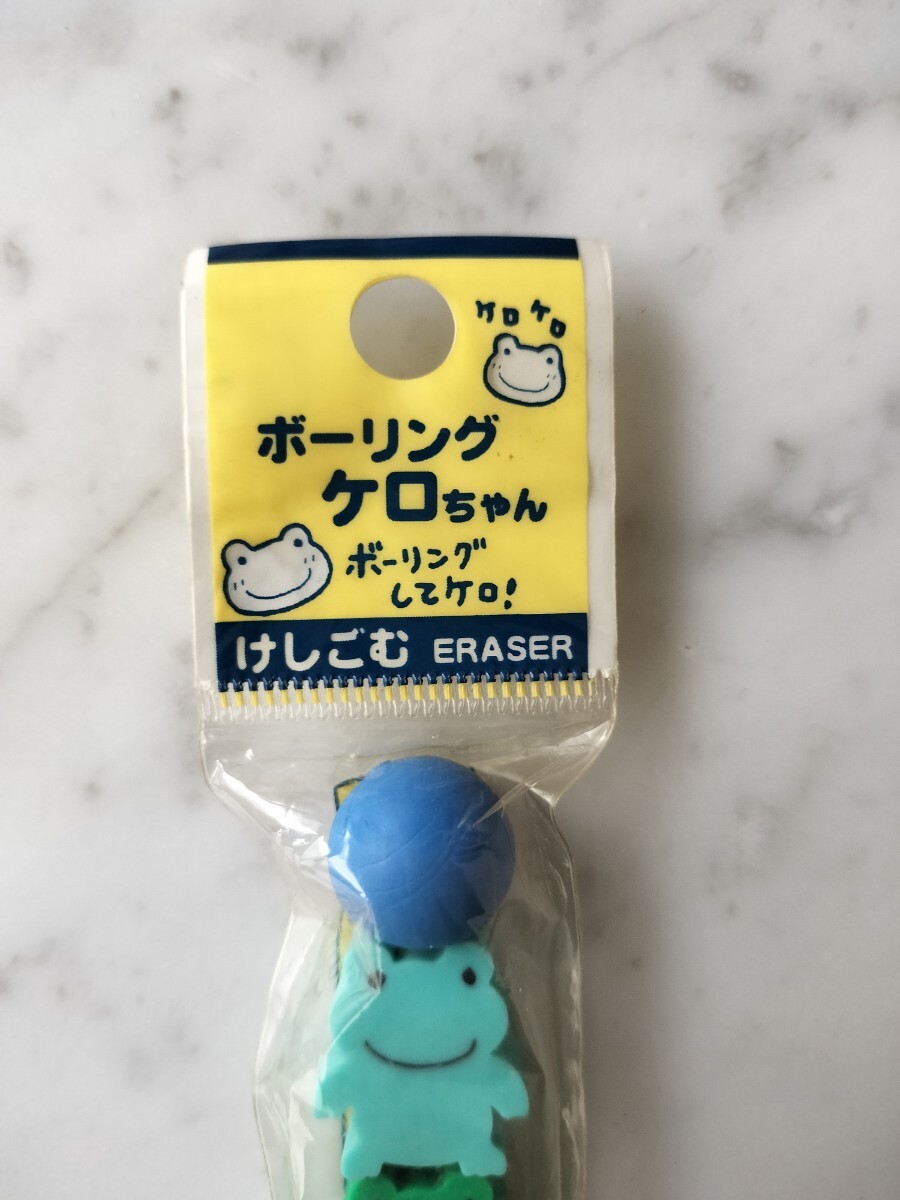 ケロケロ
ボーリング
ケロちゃん
ボーリング
してケロ!
けしごむ ERASER